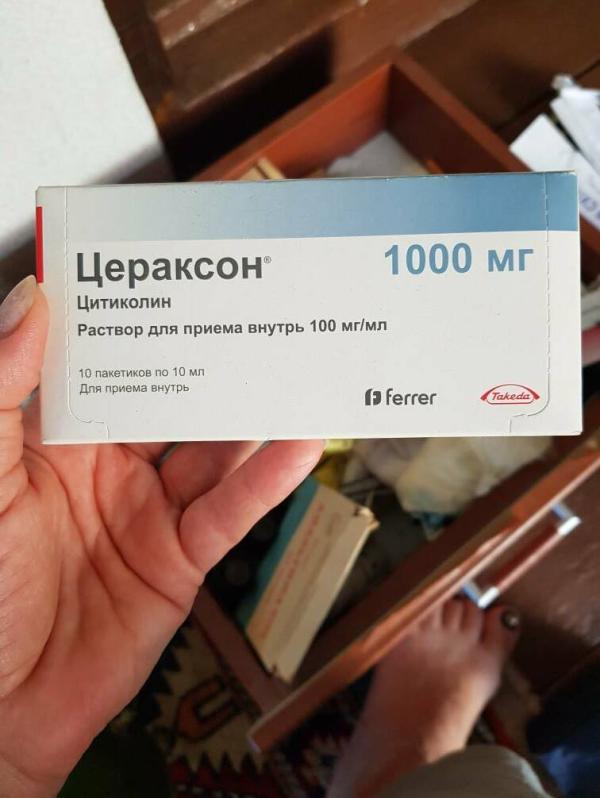 Цераксон®
1000 мг
Цитиколин
Раствор для приема внутрь 100 мг/мл
10 пакетиков по 10 мл
Для приема внутрь
ferrer
Takeda